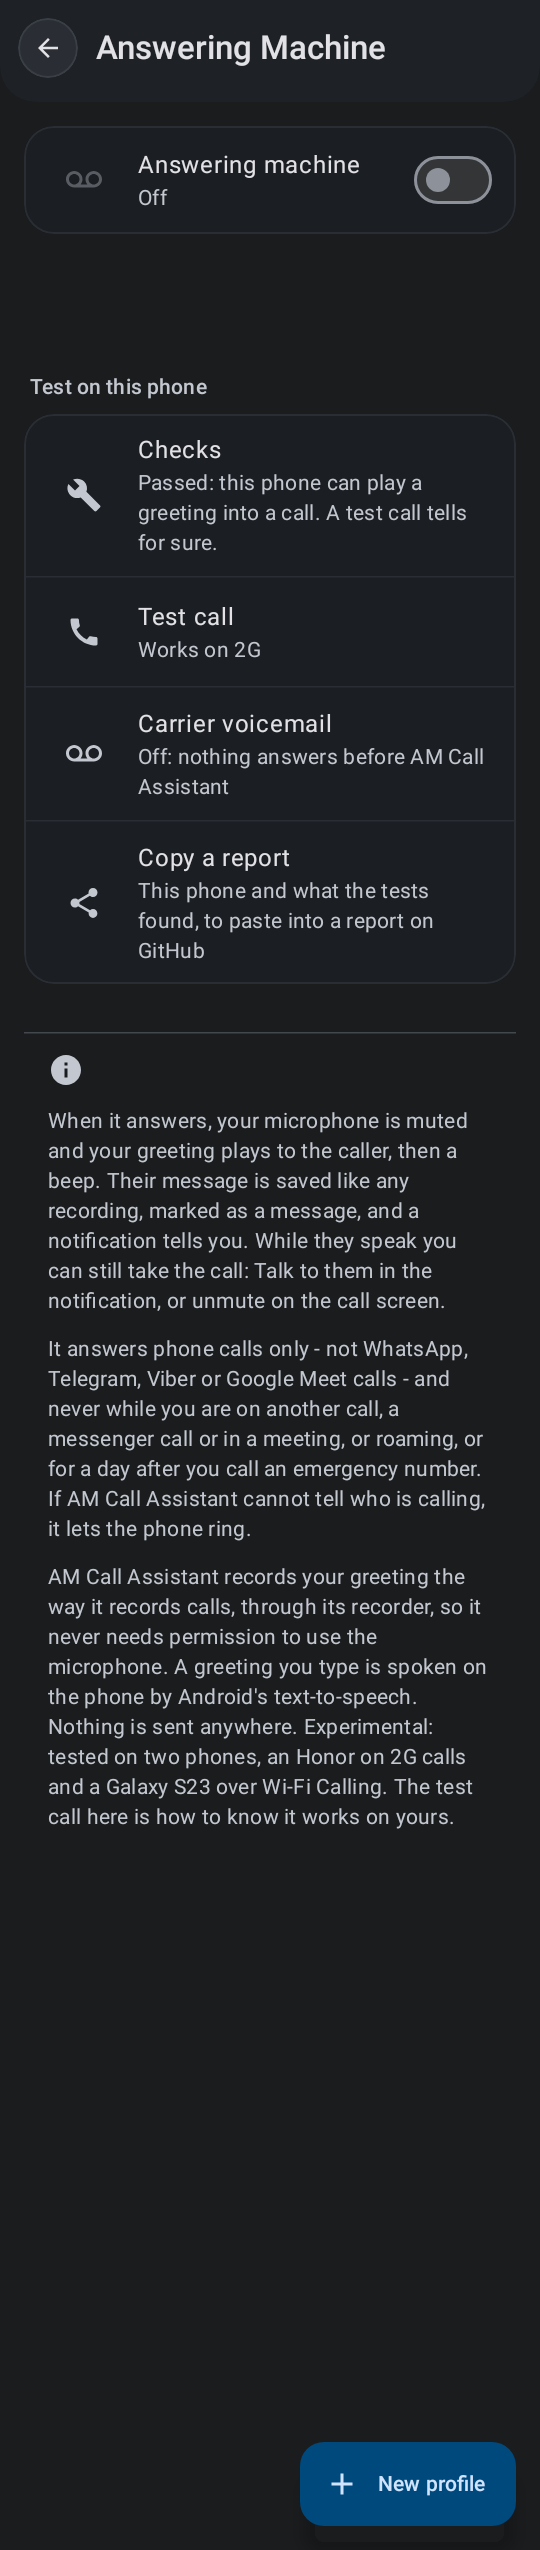 Answering Machine
Answering machine
Off
Test on this phone
Checks
Passed: this phone can play a
greeting into a call. A test call tells
for sure.
Test call
Works on 2G
Carrier voicemail
Off: nothing answers before AM Call
Assistant
Copy a report
This phone and what the tests
found, to paste into a report on
GitHub
When it answers, your microphone is muted
and your greeting plays to the caller, then a
beep. Their message is saved like any
recording, marked as a message, and a
notification tells you. While they speak you
can still take the call: Talk to them in the
notification, or unmute on the call screen.
It answers phone calls only - not WhatsApp,
Telegram, Viber or Google Meet calls - and
never while you are on another call, a
messenger call or in a meeting, or roaming, or
for a day after you call an emergency number.
If AM Call Assistant cannot tell who is calling,
it lets the phone ring.
AM Call Assistant records your greeting the
way it records calls, through its recorder, so it
never needs permission to use the
microphone. A greeting you type is spoken on
the phone by Android's text-to-speech.
Nothing is sent anywhere. Experimental:
tested on two phones, an Honor on 2G calls
and a Galaxy S23 over Wi-Fi Calling. The test
call here is how to know it works on yours.
New profile